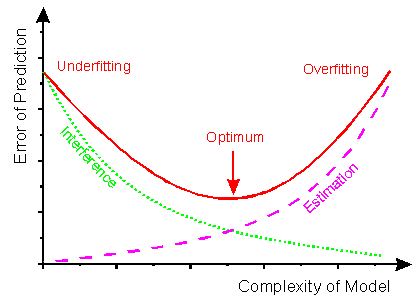 Error of Prediction
Underfitting
Overfitting
Optimum
Interference
Estimation
Complexity of Model